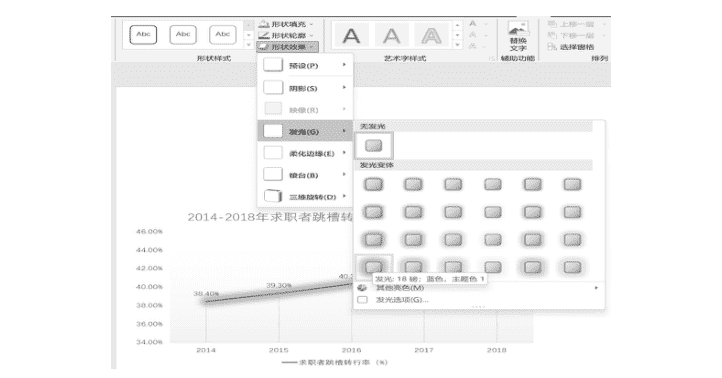 Abc Abc Abc
形状填充
形状轮廓
形状效果
形状样式
A A A
艺术字样式
A
A
A
替换
文字
辅助功能
上移一层
下移一层
选择窗格
排列
预设(P)
阴影(S)
映像(R)
发光(G)
柔化边缘(E)
棱台(B)
三维旋转(D)
无发光
发光变体
发光: 18 磅; 蓝色，主题色 1
其他亮色(M)
发光选项(G)...
2014-2018年求职者跳槽转
46.00%
44.00%
42.00%
40.00%
38.00%
36.00%
34.00%
38.40%
39.30%
2014 2015 2016 2017 2018
求职者跳槽转行率（%）